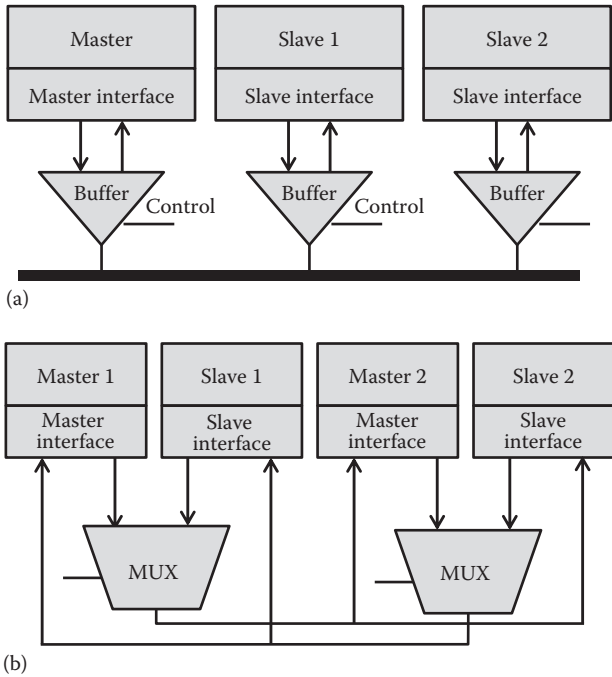 Master
Slave 1
Slave 2
Master interface
Slave interface
Slave interface
Buffer
Control
Buffer
Control
Buffer
(a)
Master 1
Slave 1
Master 2
Slave 2
Master
interface
Slave
interface
Master
interface
Slave
interface
MUX
MUX
(b)